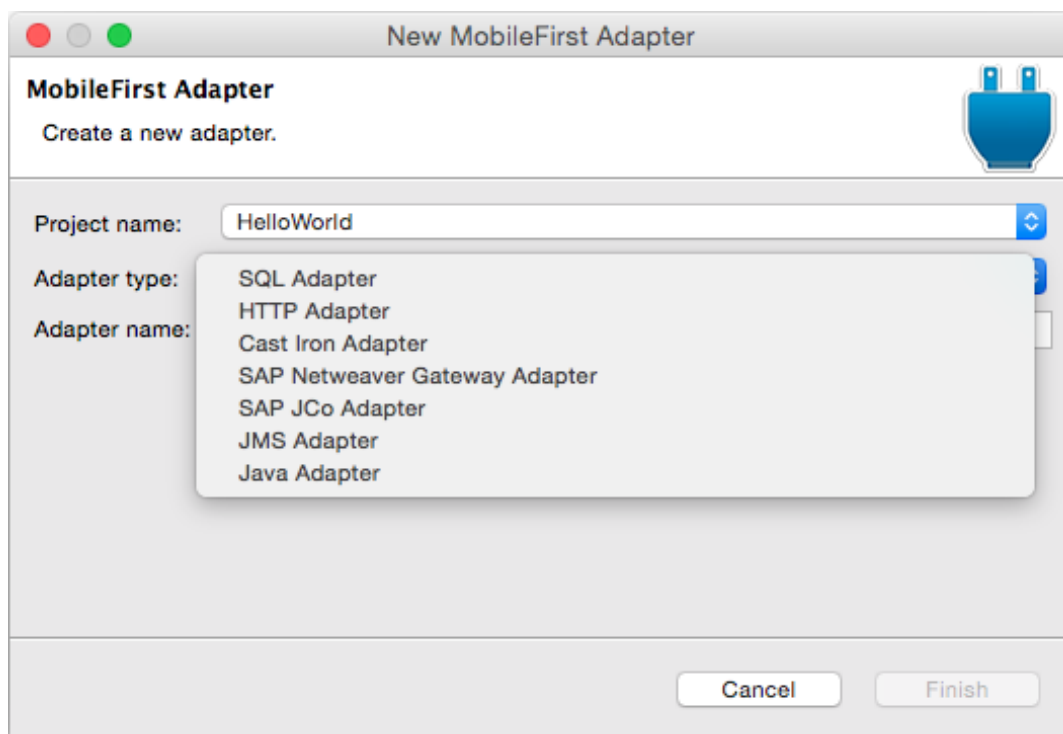 New MobileFirst Adapter
MobileFirst Adapter
Create a new adapter.
Project name:
HelloWorld
Adapter type:
SQL Adapter
HTTP Adapter
Cast Iron Adapter
SAP Netweaver Gateway Adapter
SAP JCo Adapter
JMS Adapter
Java Adapter
Adapter name:
Cancel
Finish